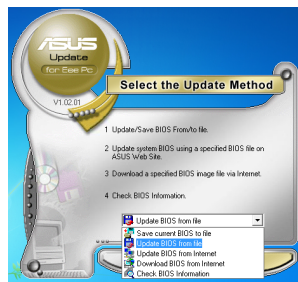 ASUS
Update
for Eee Pc
V1.02.01
Select the Update Method
1 Update/Save BIOS From/to file.
2 Update system BIOS using a specified BIOS file on
ASUS Web Site.
3 Download a specified BIOS image file via Internet.
4 Check BIOS Information.
Update BIOS from file
Save current BIOS to file
Update BIOS from file
Update BIOS from Internet
Download BIOS from Internet
Check BIOS Information